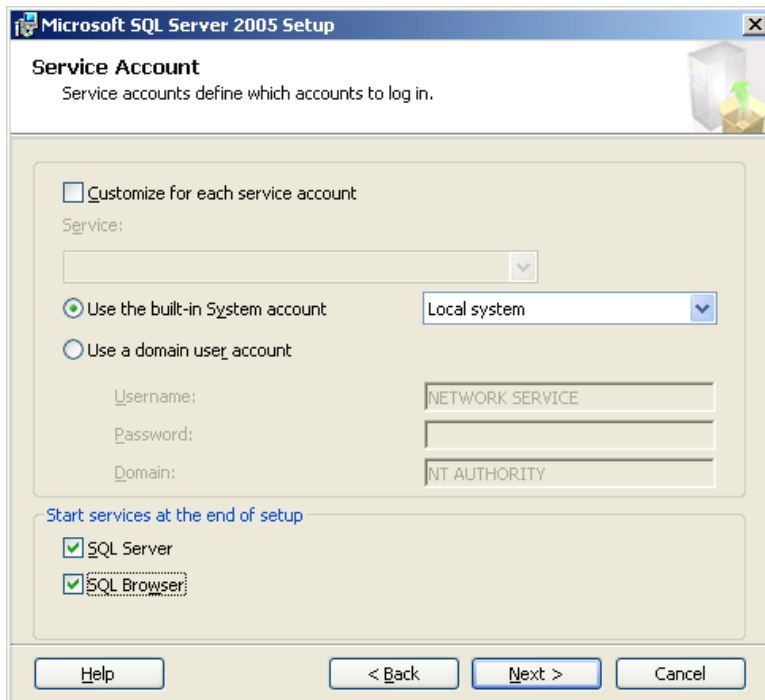 Microsoft SQL Server 2005 Setup
Service Account
Service accounts define which accounts to log in.
Customize for each service account
Service:
Use the built-in System account
Local system
Use a domain user account
Username:
NETWORK SERVICE
Password:
Domain:
NT AUTHORITY
Start services at the end of setup
SQL Server
SQL Browser
Help
< Back
Next >
Cancel